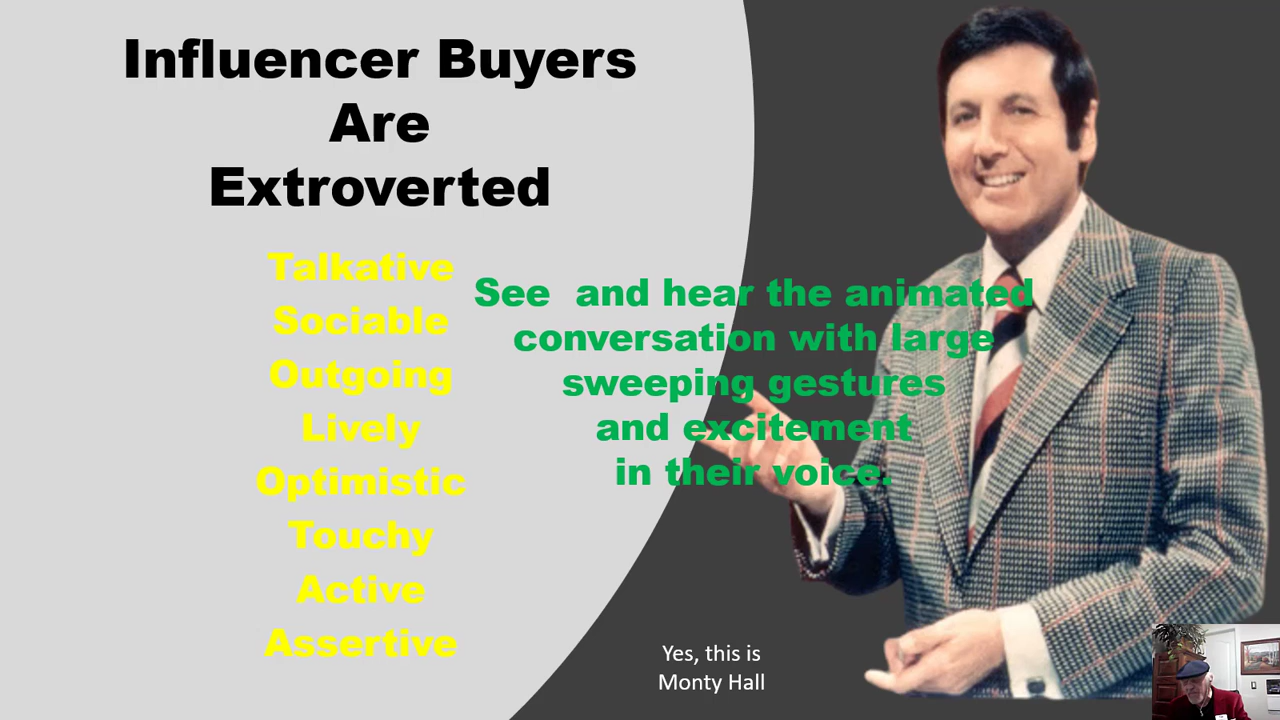 Influencer Buyers
Are
Extroverted
Talkative
Sociable
Outgoing
Lively
Optimistic
Touchy
Active
Assertive
See and hear the animated
conversation with large
sweeping gestures
and excitement
in their voice.
Yes, this is
Monty Hall